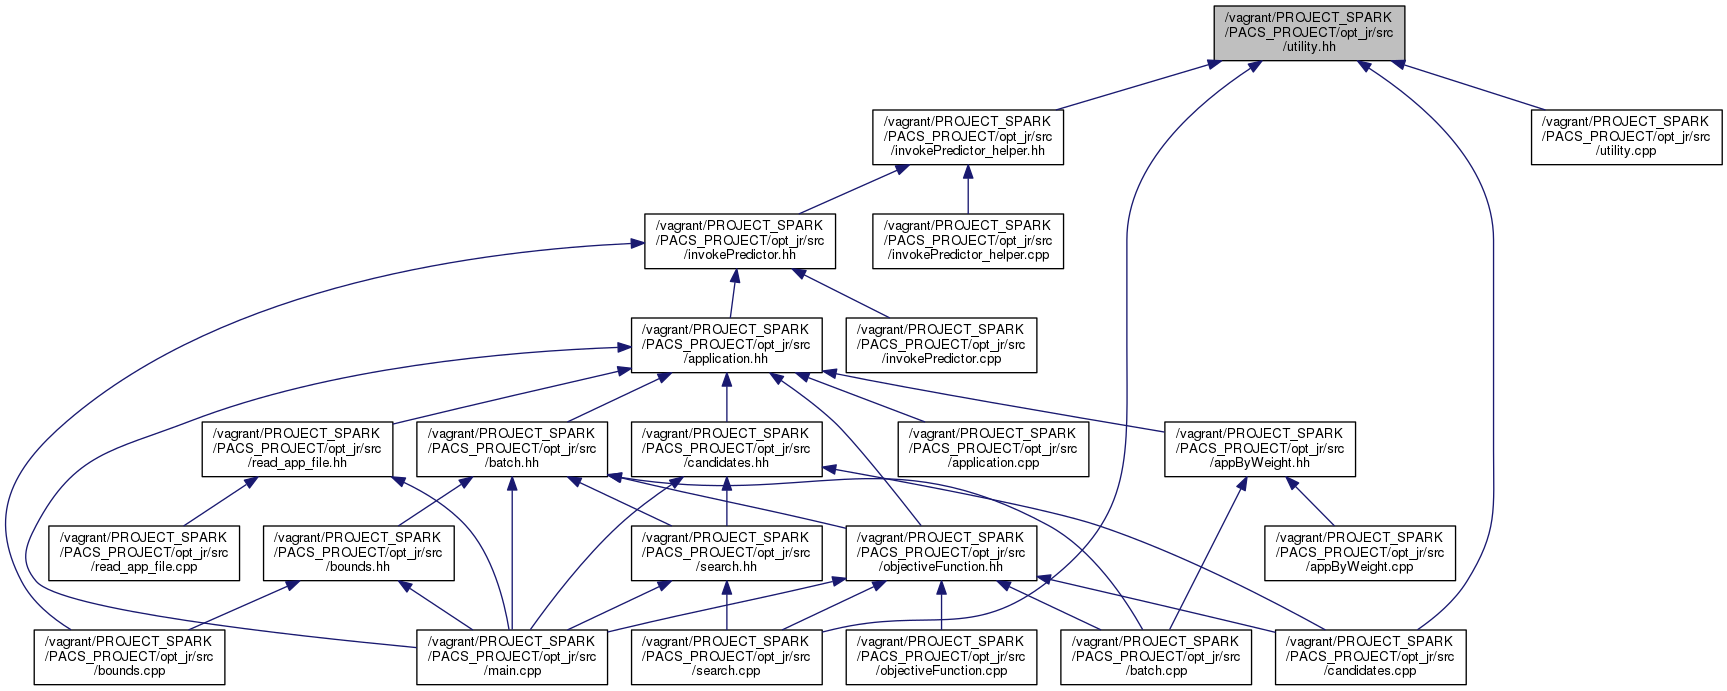 /vagrant/PROJECT_SPARK
/PACS_PROJECT/opt_jr/src
/utility.hh
/vagrant/PROJECT_SPARK
/PACS_PROJECT/opt_jr/src
/invokePredictor_helper.hh
/vagrant/PROJECT_SPARK
/PACS_PROJECT/opt_jr/src
/utility.cpp
/vagrant/PROJECT_SPARK
/PACS_PROJECT/opt_jr/src
/invokePredictor.hh
/vagrant/PROJECT_SPARK
/PACS_PROJECT/opt_jr/src
/invokePredictor_helper.cpp
/vagrant/PROJECT_SPARK
/PACS_PROJECT/opt_jr/src
/application.hh
/vagrant/PROJECT_SPARK
/PACS_PROJECT/opt_jr/src
/invokePredictor.cpp
/vagrant/PROJECT_SPARK
/PACS_PROJECT/opt_jr/src
/read_app_file.hh
/vagrant/PROJECT_SPARK
/PACS_PROJECT/opt_jr/src
/batch.hh
/vagrant/PROJECT_SPARK
/PACS_PROJECT/opt_jr/src
/candidates.hh
/vagrant/PROJECT_SPARK
/PACS_PROJECT/opt_jr/src
/application.cpp
/vagrant/PROJECT_SPARK
/PACS_PROJECT/opt_jr/src
/appByWeight.hh
/vagrant/PROJECT_SPARK
/PACS_PROJECT/opt_jr/src
/read_app_file.cpp
/vagrant/PROJECT_SPARK
/PACS_PROJECT/opt_jr/src
/bounds.hh
/vagrant/PROJECT_SPARK
/PACS_PROJECT/opt_jr/src
/search.hh
/vagrant/PROJECT_SPARK
/PACS_PROJECT/opt_jr/src
/objectiveFunction.hh
/vagrant/PROJECT_SPARK
/PACS_PROJECT/opt_jr/src
/appByWeight.cpp
/vagrant/PROJECT_SPARK
/PACS_PROJECT/opt_jr/src
/bounds.cpp
/vagrant/PROJECT_SPARK
/PACS_PROJECT/opt_jr/src
/main.cpp
/vagrant/PROJECT_SPARK
/PACS_PROJECT/opt_jr/src
/search.cpp
/vagrant/PROJECT_SPARK
/PACS_PROJECT/opt_jr/src
/objectiveFunction.cpp
/vagrant/PROJECT_SPARK
/PACS_PROJECT/opt_jr/src
/batch.cpp
/vagrant/PROJECT_SPARK
/PACS_PROJECT/opt_jr/src
/candidates.cpp